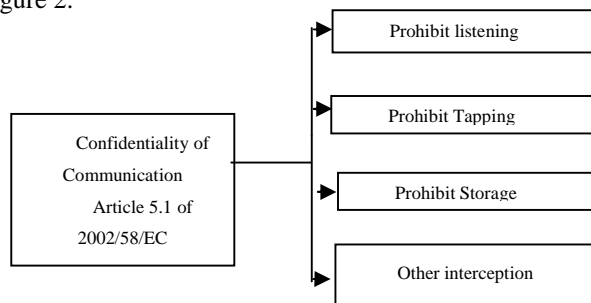 gure 2.
Prohibit listening
Prohibit Tapping
Confidentiality of
Communication
Article 5.1 of
2002/58/EC
Prohibit Storage
Other interception